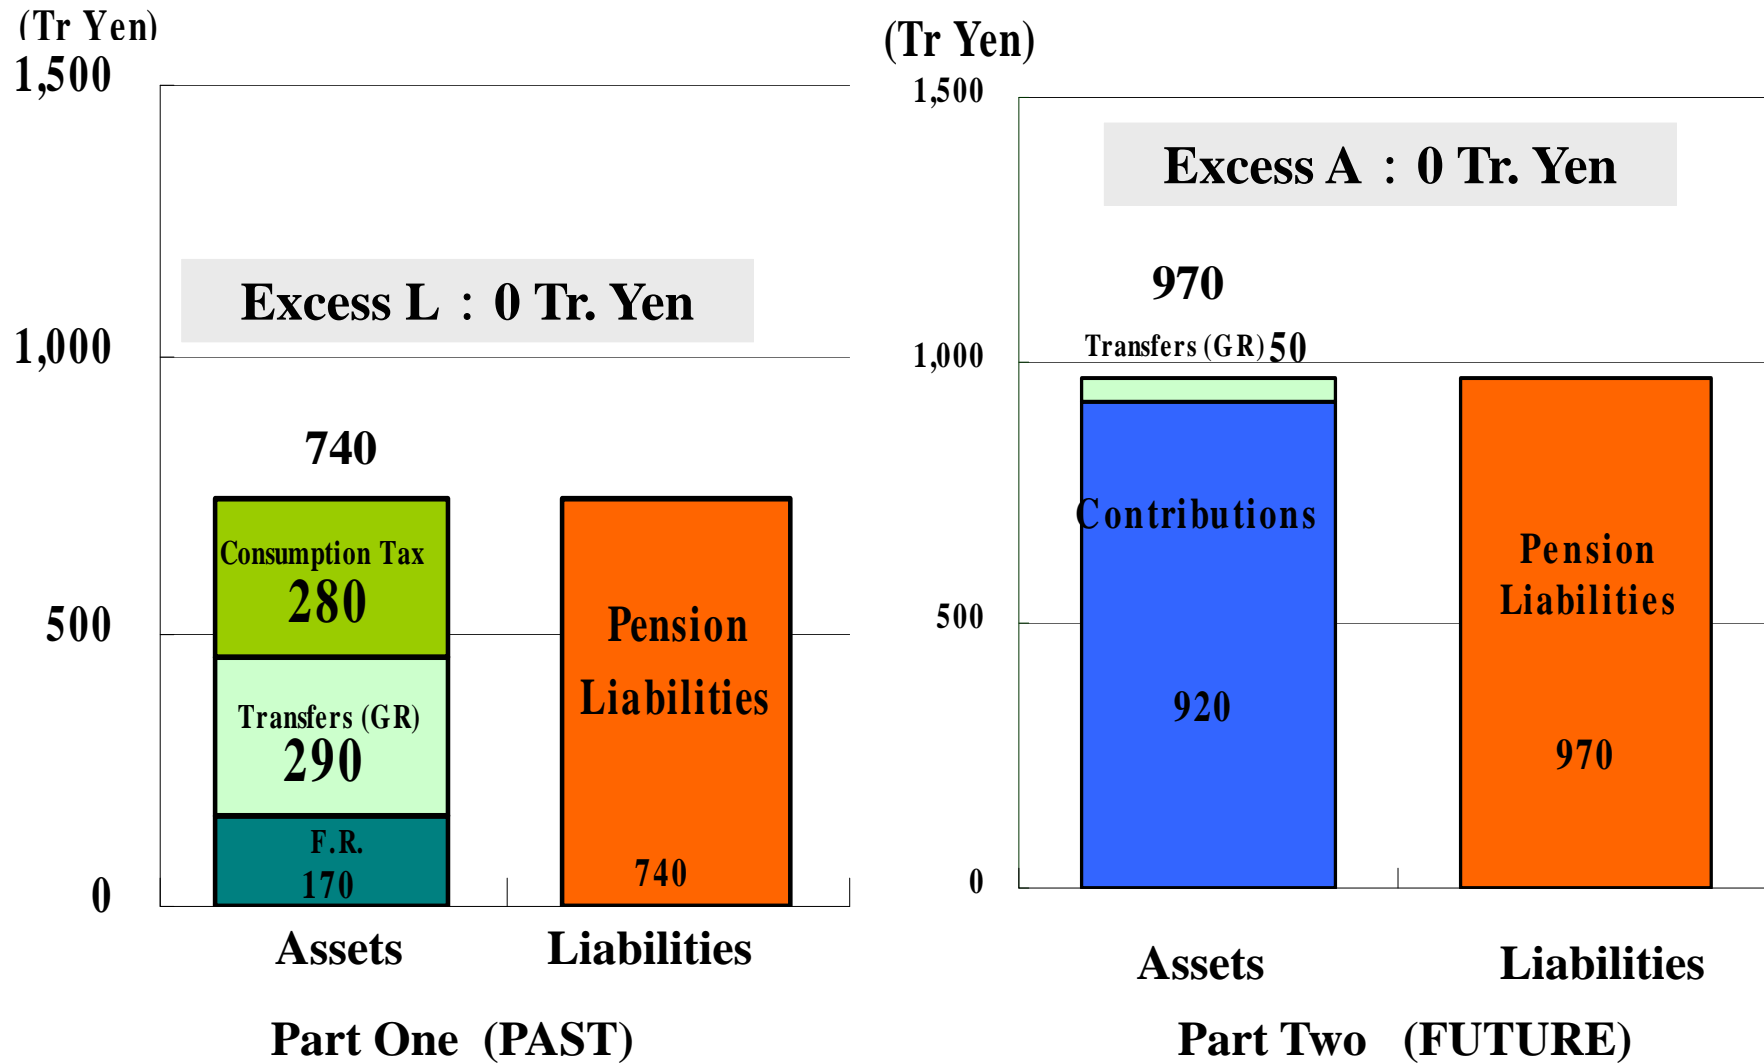 (Tr Yen)
1,500
Excess L : 0 Tr. Yen
1,000
740
Consumption Tax
280
500
Pension
Liabilities
Transfers (GR)
290
F.R.
170
740
0
Assets
Liabilities
Part One (PAST)
(Tr Yen)
1,500
Excess A : 0 Tr. Yen
970
Transfers (GR) 50
1,000
Contributions
Pension
Liabilities
500
920
970
0
Assets
Liabilities
Part Two (FUTURE)